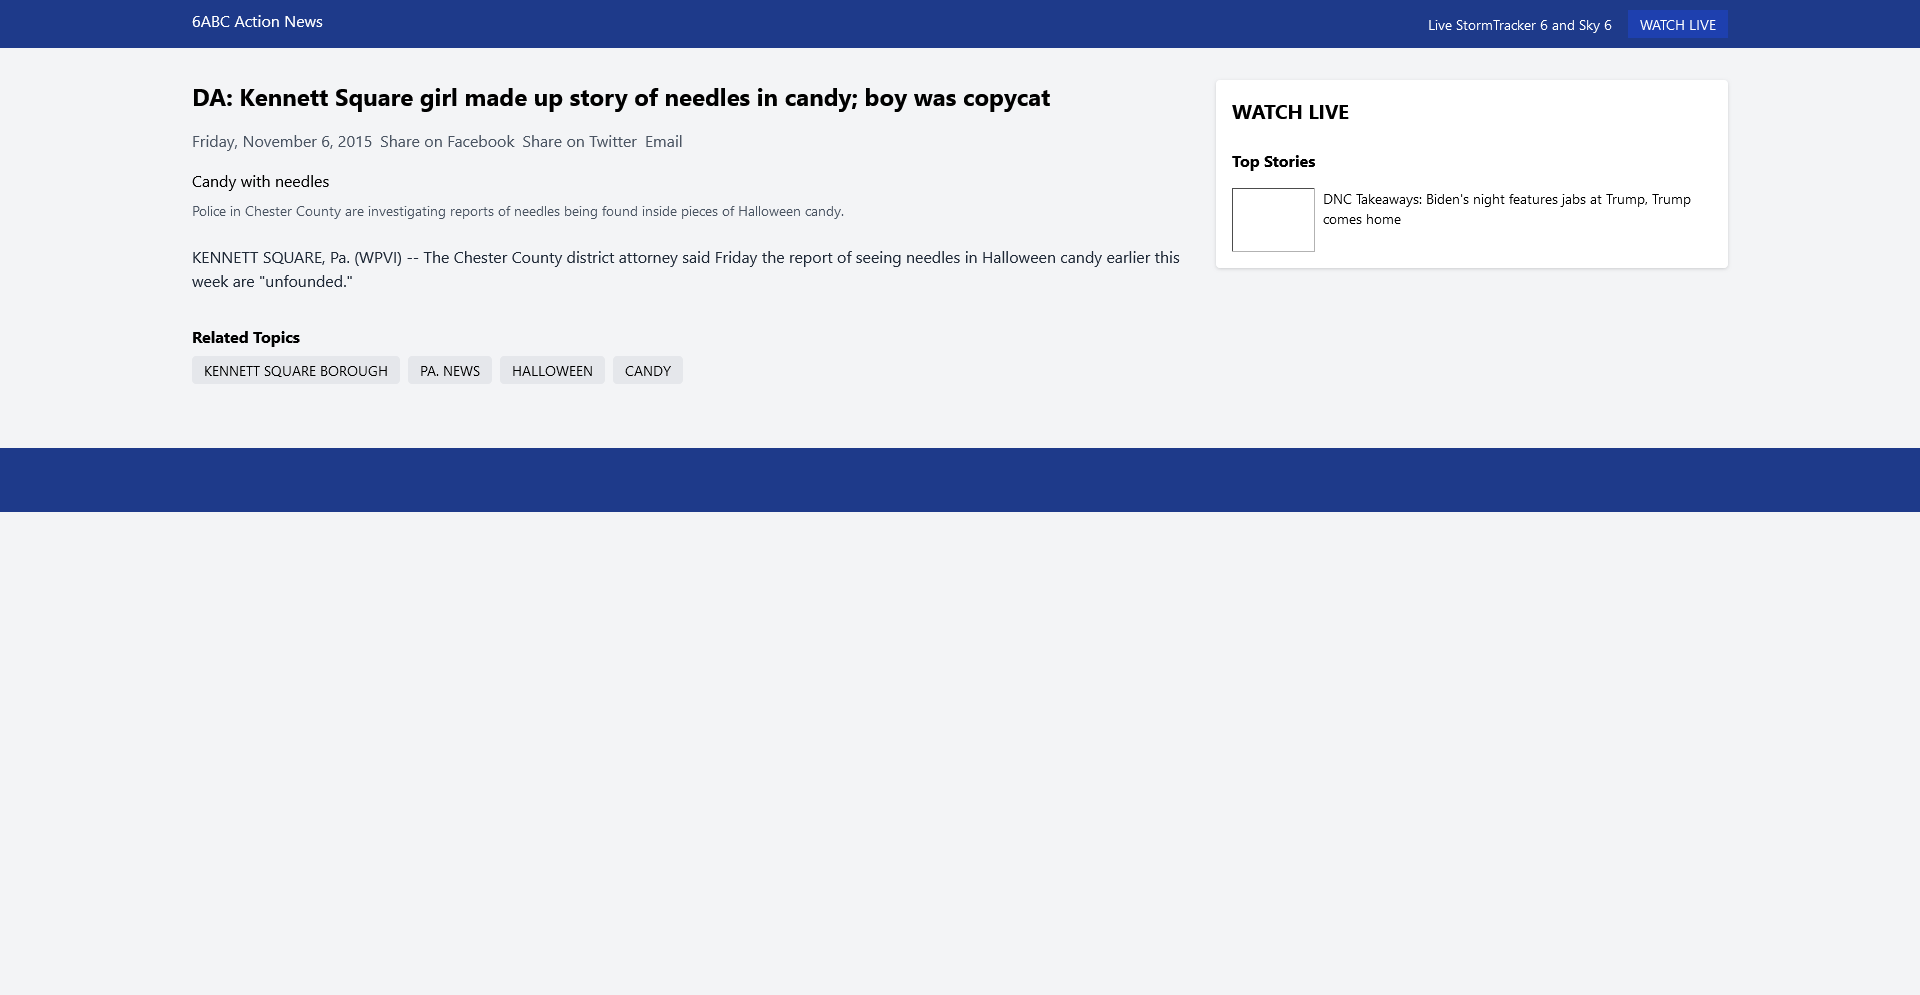 6ABC Action News
Live StormTracker 6 and Sky 6
WATCH LIVE
DA: Kennett Square girl made up story of needles in candy; boy was copycat
Friday, November 6, 2015 Share on Facebook Share on Twitter Email
Candy with needles
Police in Chester County are investigating reports of needles being found inside pieces of Halloween candy.
KENNETT SQUARE, Pa. (WPVI) -- The Chester County district attorney said Friday the report of seeing needles in Halloween candy earlier this
week are "unfounded."
Related Topics
KENNETT SQUARE BOROUGH
PA. NEWS
HALLOWEEN
CANDY
WATCH LIVE
Top Stories
DNC Takeaways: Biden's night features jabs at Trump, Trump
comes home